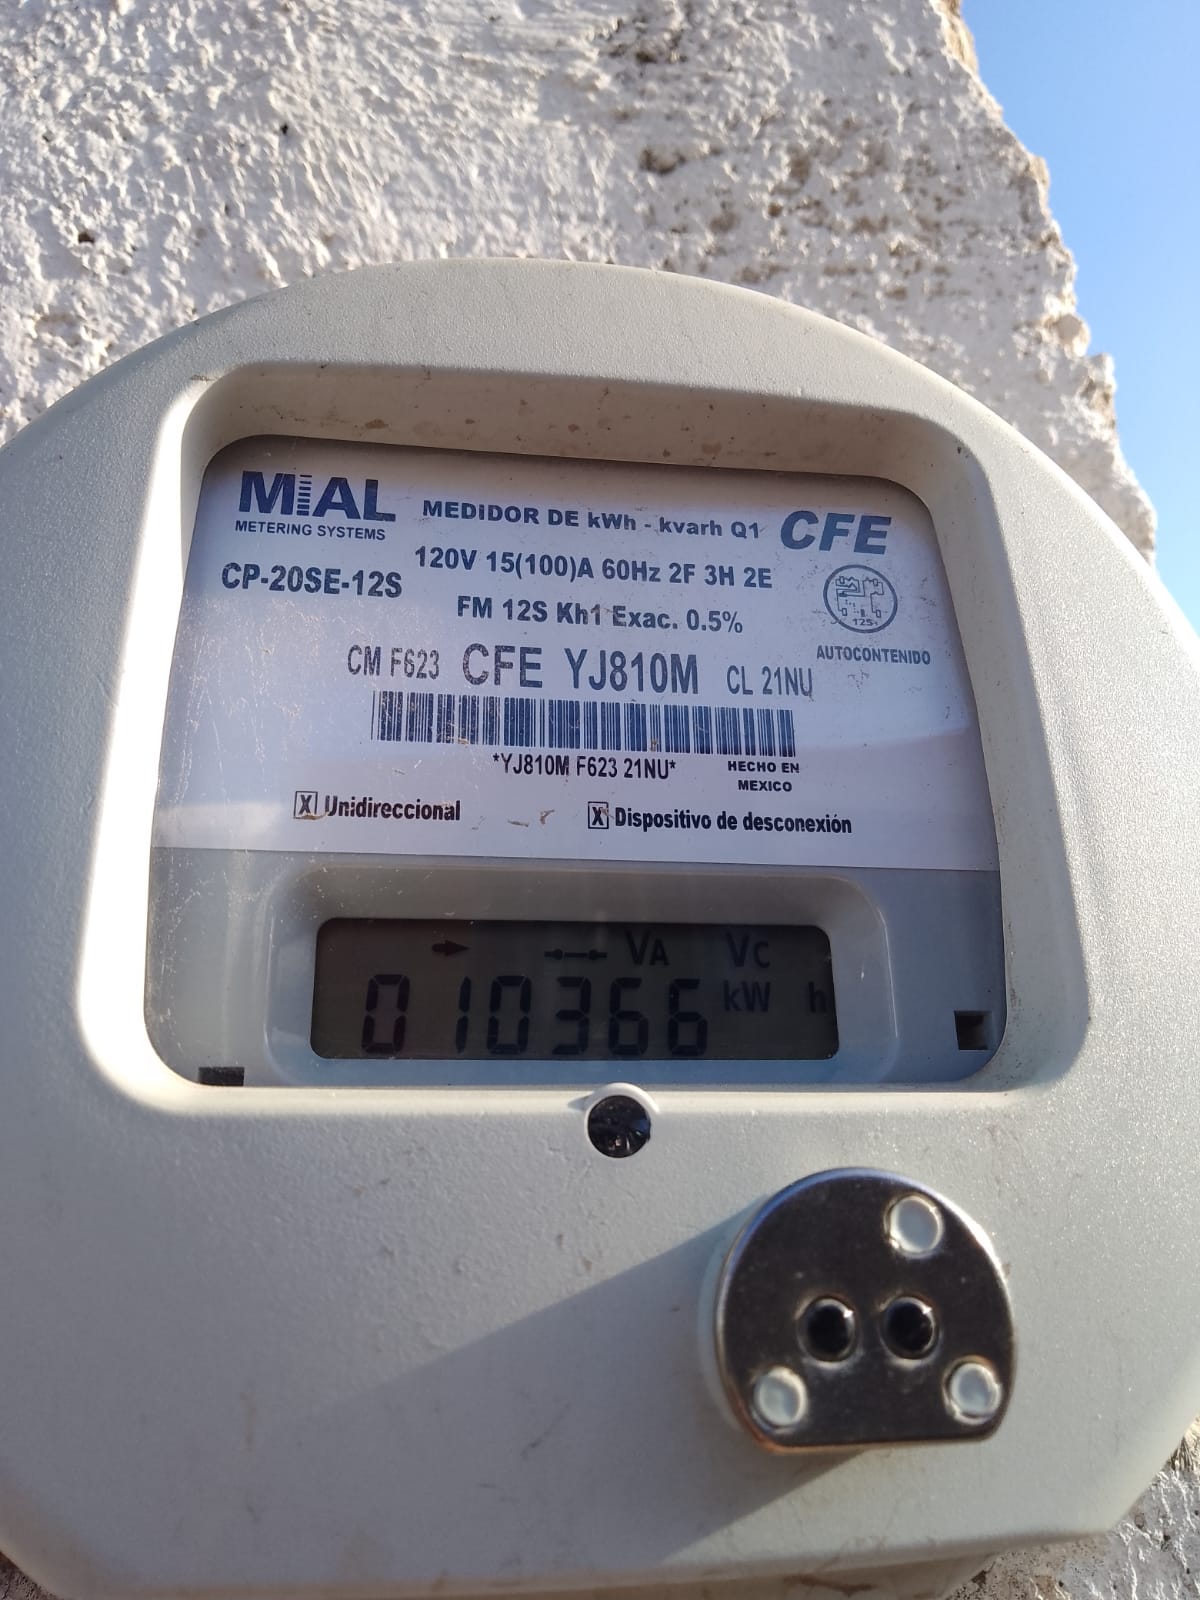 MIAL
METERING SYSTEMS
MEDIDOR DE kWh - kvarh Q1
CFE
CP-20SE-12S
120V 15(100)A 60Hz 2F 3H 2E
FM 12S Kh1 Exac. 0.5%
12S
AUTOCONTENIDO
CM F623 CFE YJ810M CL 21NU
*YJ810M F623 21NU*
HECHO EN
MEXICO
X Unidireccional
X Dispositivo de desconexión
VA VC
010366 kW h